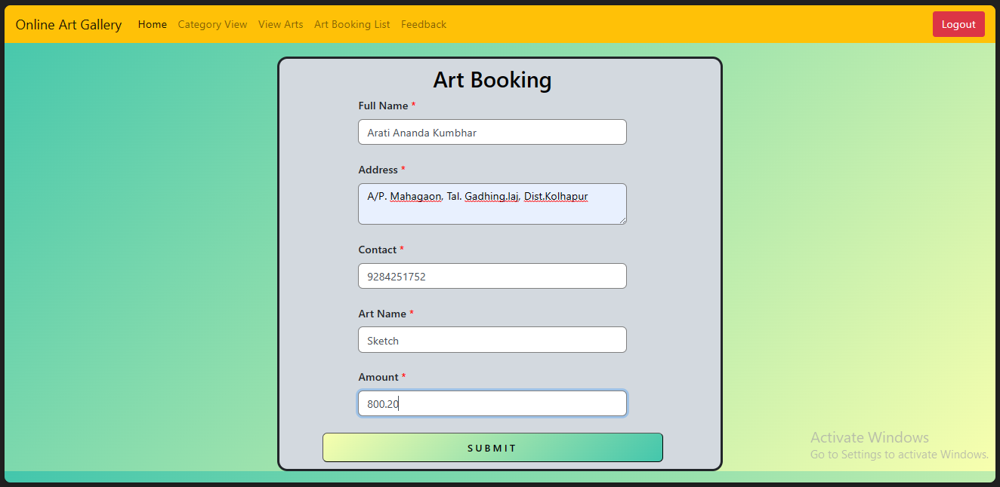 Online Art Gallery Home Category View View Arts Art Booking List Feedback Logout
Art Booking
Full Name *
Arati Ananda Kumbhar
Address *
A/P. Mahagaon, Tal. Gadhing.laj, Dist.Kolhapur
Contact *
9284251752
Art Name *
Sketch
Amount *
800.20
SUBMIT
Activate Windows
Go to Settings to activate Windows.